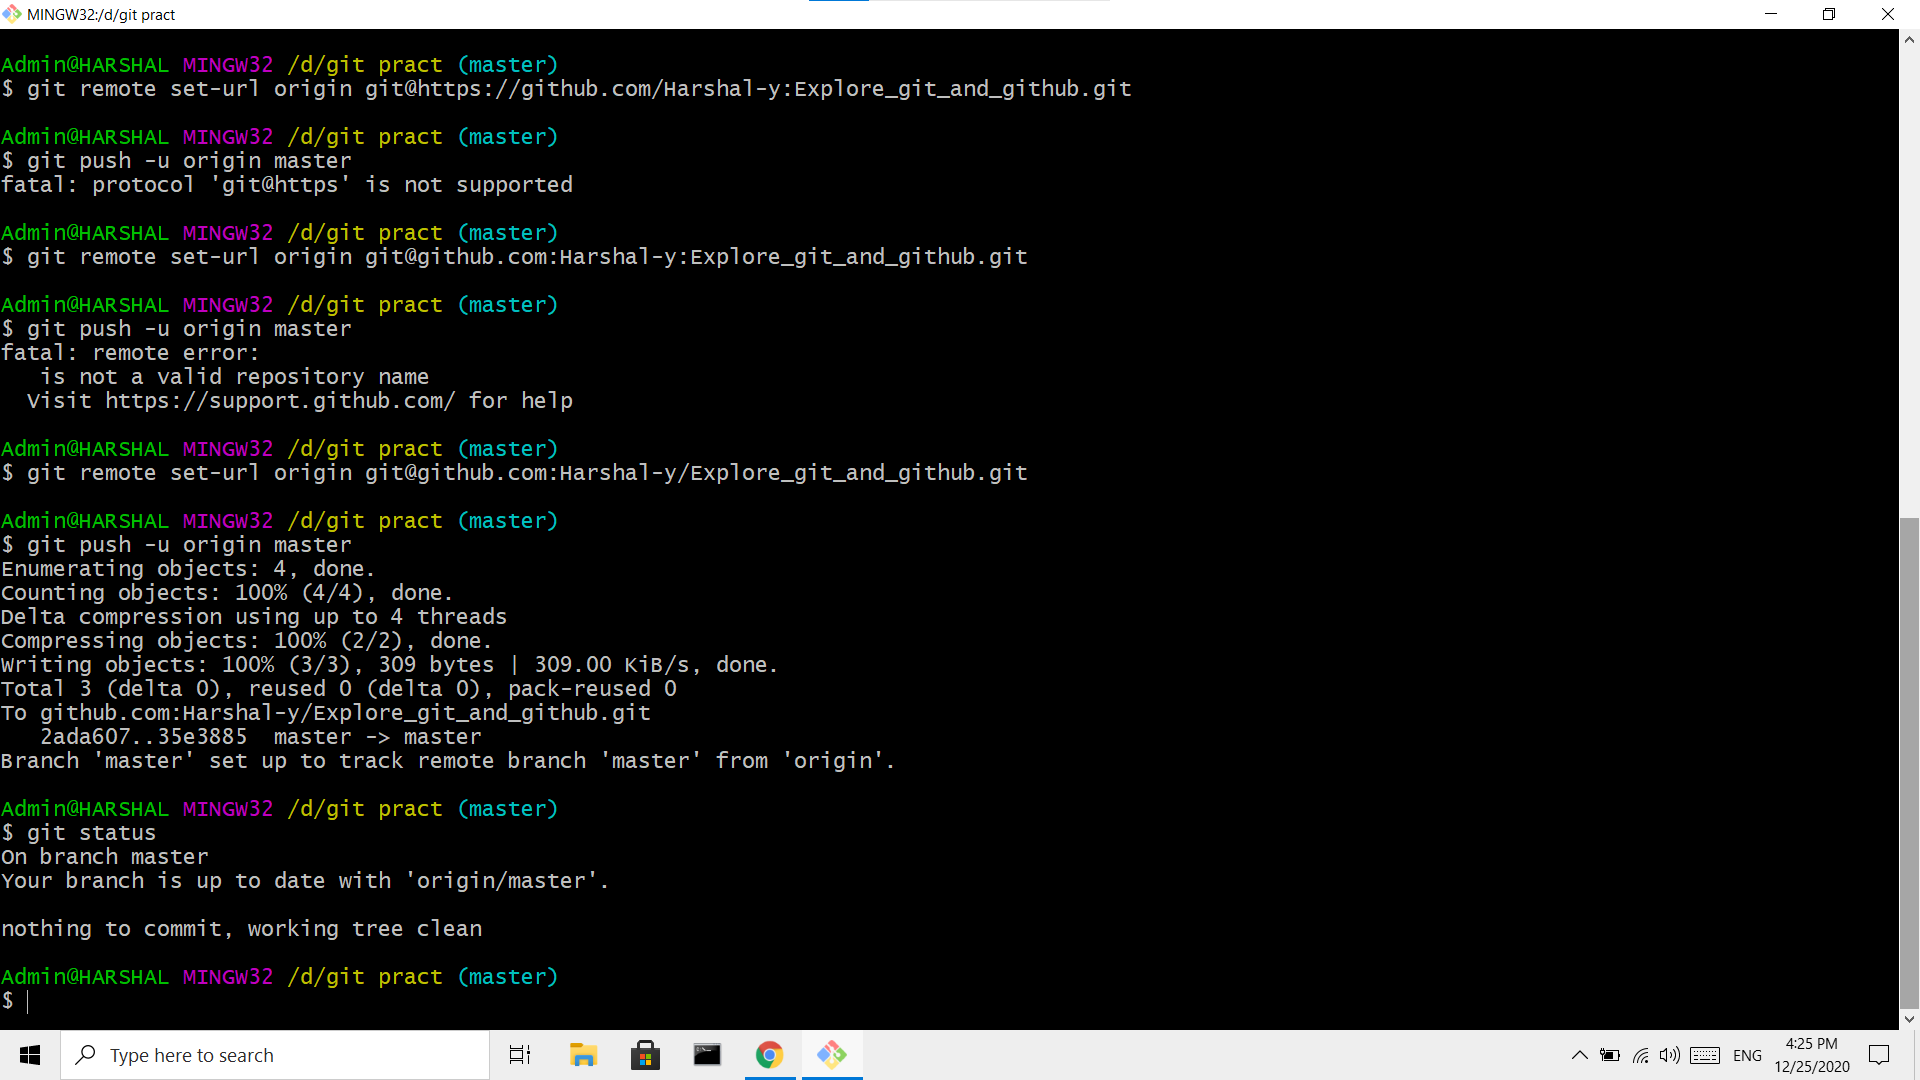 MINGW32:/d/git pract
Admin@HARSHAL MINGW32 /d/git pract (master)
$ git remote set-url origin git@https://github.com/Harshal-y:Explore_git_and_github.git
Admin@HARSHAL MINGW32 /d/git pract (master)
$ git push -u origin master
fatal: protocol 'git@https' is not supported
Admin@HARSHAL MINGW32 /d/git pract (master)
$ git remote set-url origin git@github.com:Harshal-y:Explore_git_and_github.git
Admin@HARSHAL MINGW32 /d/git pract (master)
$ git push -u origin master
fatal: remote error:
   is not a valid repository name
  Visit https://support.github.com/ for help
Admin@HARSHAL MINGW32 /d/git pract (master)
$ git remote set-url origin git@github.com:Harshal-y/Explore_git_and_github.git
Admin@HARSHAL MINGW32 /d/git pract (master)
$ git push -u origin master
Enumerating objects: 4, done.
Counting objects: 100% (4/4), done.
Delta compression using up to 4 threads
Compressing objects: 100% (2/2), done.
Writing objects: 100% (3/3), 309 bytes | 309.00 KiB/s, done.
Total 3 (delta 0), reused 0 (delta 0), pack-reused 0
To github.com:Harshal-y/Explore_git_and_github.git
   2ada607..35e3885  master -> master
Branch 'master' set up to track remote branch 'master' from 'origin'.
Admin@HARSHAL MINGW32 /d/git pract (master)
$ git status
On branch master
Your branch is up to date with 'origin/master'.
nothing to commit, working tree clean
Admin@HARSHAL MINGW32 /d/git pract (master)
$
Type here to search
ENG
4:25 PM
12/25/2020